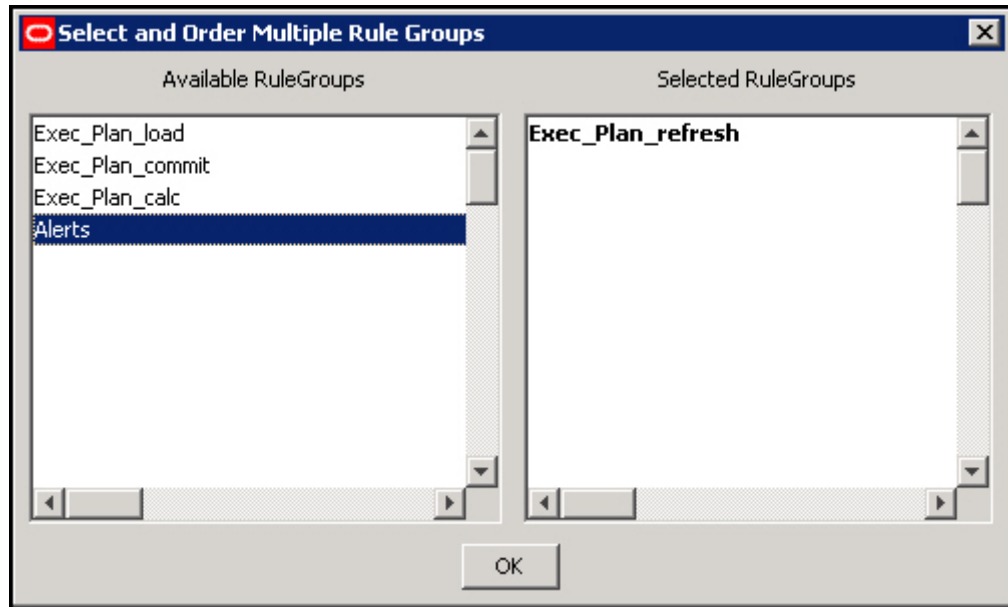 Select and Order Multiple Rule Groups
Available RuleGroups
Selected RuleGroups
Exec_Plan_load
Exec_Plan_commit
Exec_Plan_calc
Alerts
Exec_Plan_refresh
OK